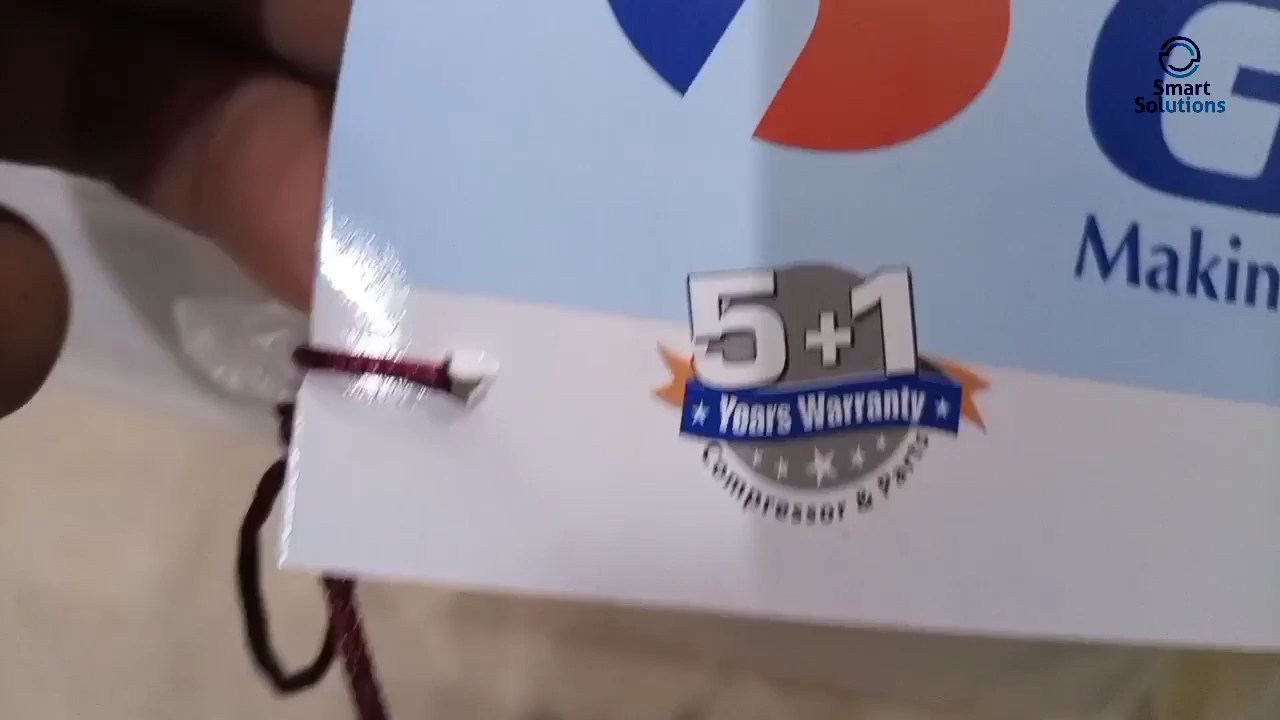 Smart
Solutions
G
Makin
5+1
Years Warranty
Compressor & Parts